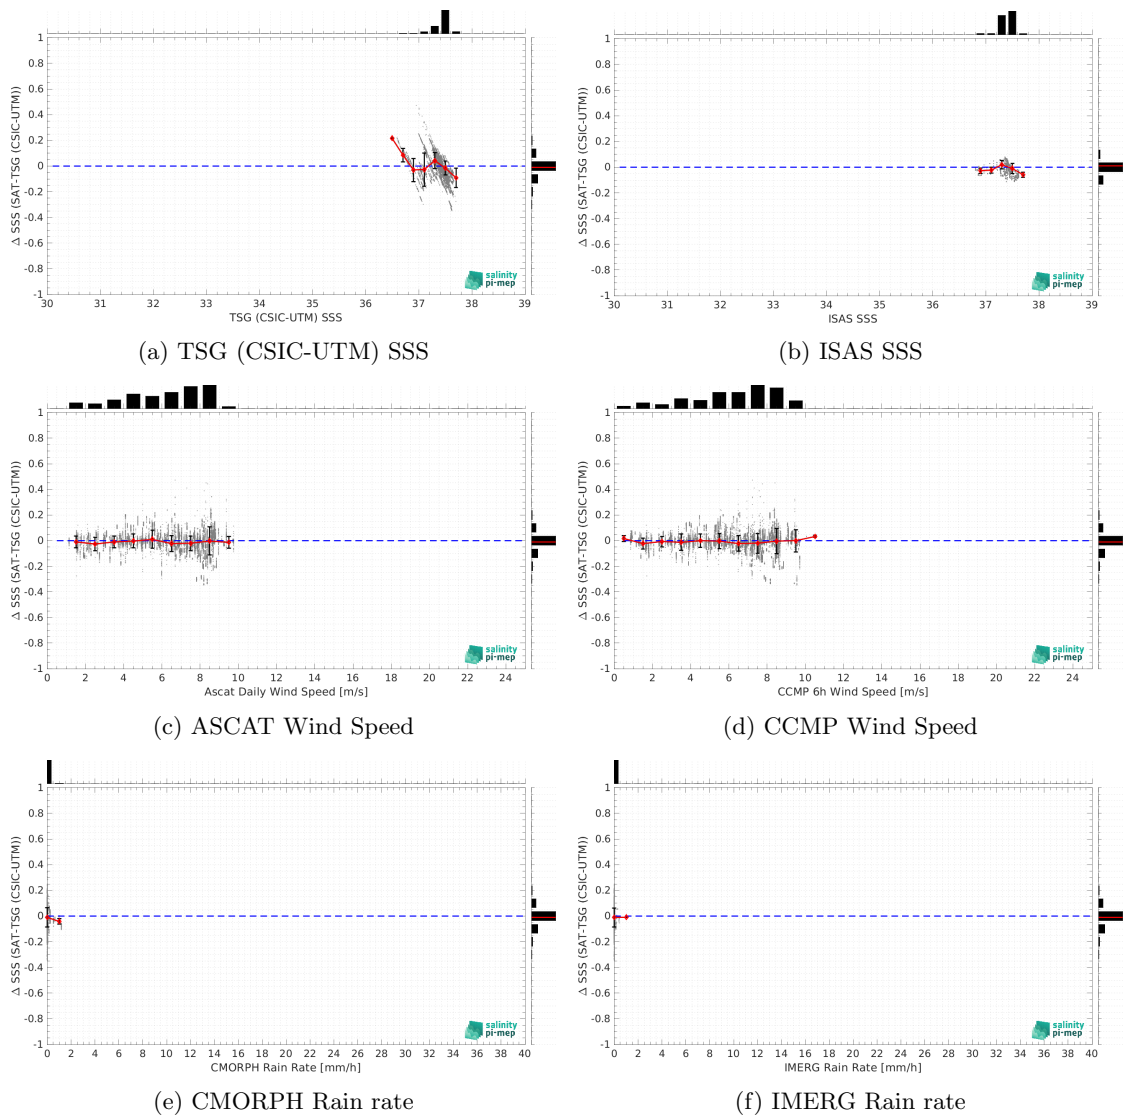 1
0.8
0.6
0.4
0.2
0
-0.2
-0.4
-0.6
-0.8
-1
Δ SSS (SAT-TSG (CSIC-UTM))
30 31 32 33 34 35 36 37 38 39
TSG (CSIC-UTM) SSS
salinity
pi-mep
(a) TSG (CSIC-UTM) SSS
1
0.8
0.6
0.4
0.2
0
-0.2
-0.4
-0.6
-0.8
-1
Δ SSS (SAT-TSG (CSIC-UTM))
30 31 32 33 34 35 36 37 38 39
ISAS SSS
salinity
pi-mep
(b) ISAS SSS
1
0.8
0.6
0.4
0.2
0
-0.2
-0.4
-0.6
-0.8
-1
Δ SSS (SAT-TSG (CSIC-UTM))
0 2 4 6 8 10 12 14 16 18 20 22 24
Ascat Daily Wind Speed [m/s]
salinity
pi-mep
(c) ASCAT Wind Speed
1
0.8
0.6
0.4
0.2
0
-0.2
-0.4
-0.6
-0.8
-1
Δ SSS (SAT-TSG (CSIC-UTM))
0 2 4 6 8 10 12 14 16 18 20 22 24
CCMP 6h Wind Speed [m/s]
salinity
pi-mep
(d) CCMP Wind Speed
1
0.8
0.6
0.4
0.2
0
-0.2
-0.4
-0.6
-0.8
-1
Δ SSS (SAT-TSG (CSIC-UTM))
0 2 4 6 8 10 12 14 16 18 20 22 24 26 28 30 32 34 36 38 40
CMORPH Rain Rate [mm/h]
salinity
pi-mep
(e) CMORPH Rain rate
1
0.8
0.6
0.4
0.2
0
-0.2
-0.4
-0.6
-0.8
-1
Δ SSS (SAT-TSG (CSIC-UTM))
0 2 4 6 8 10 12 14 16 18 20 22 24 26 28 30 32 34 36 38 40
IMERG Rain Rate [mm/h]
salinity
pi-mep
(f) IMERG Rain rate